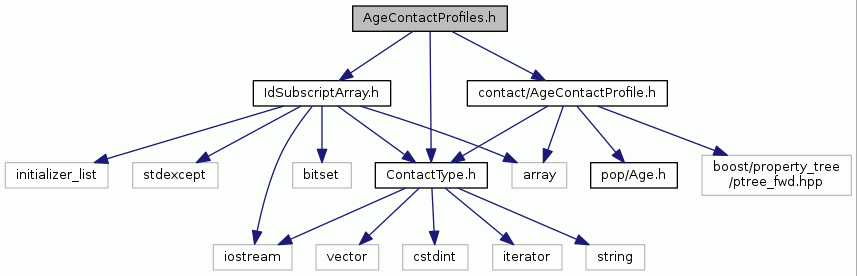 AgeContactProfiles.h
IdSubscriptArray.h
contact/AgeContactProfile.h
initializer_list
stdexcept
bitset
ContactType.h
array
pop/Age.h
boost/property_tree
/ptree_fwd.hpp
iostream
vector
cstdint
iterator
string